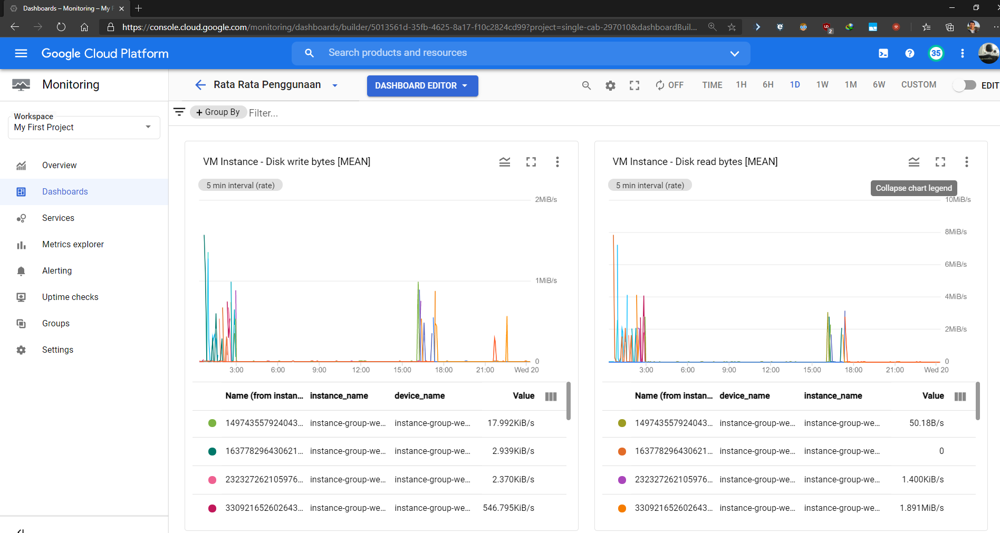 Dashboards – Monitoring – My F
https://console.cloud.google.com/monitoring/dashboards/builder/5013561d-35fb-4625-8a17-f10c2824cd99?project=single-cab-297010&dashboardBuil...
2
Google Cloud Platform
Search products and resources
35
Monitoring
Rata Rata Penggunaan
DASHBOARD EDITOR
OFF
TIME 1H 6H 1D 1W 1M 6W CUSTOM
EDIT
Workspace
My First Project
+ Group By Filter...
Overview
Dashboards
Services
Metrics explorer
Alerting
Uptime checks
Groups
Settings
VM Instance - Disk write bytes [MEAN]
5 min interval (rate)
2MiB/s
1MiB/s
0
3:00 6:00 9:00 12:00 15:00 18:00 21:00 Wed 20
Name (from instan... instance_name device_name Value
149743557924043... instance-group-we... instance-group-we... 17.992KiB/s
163778296430621... instance-group-we... instance-group-we... 2.939KiB/s
232327262105976... instance-group-we... instance-group-we... 2.370KiB/s
330921652602643... instance-group-we... instance-group-we... 546.795KiB/s
VM Instance - Disk read bytes [MEAN]
5 min interval (rate)
Collapse chart legend
10MiB/s
8MiB/s
6MiB/s
4MiB/s
2MiB/s
0
3:00 6:00 9:00 12:00 15:00 18:00 21:00 Wed 20
Name (from instan... device_name instance_name Value
149743557924043... instance-group-we... instance-group-we... 50.18B/s
163778296430621... instance-group-we... instance-group-we... 0
232327262105976... instance-group-we... instance-group-we... 1.400KiB/s
330921652602643... instance-group-we... instance-group-we... 1.891MiB/s